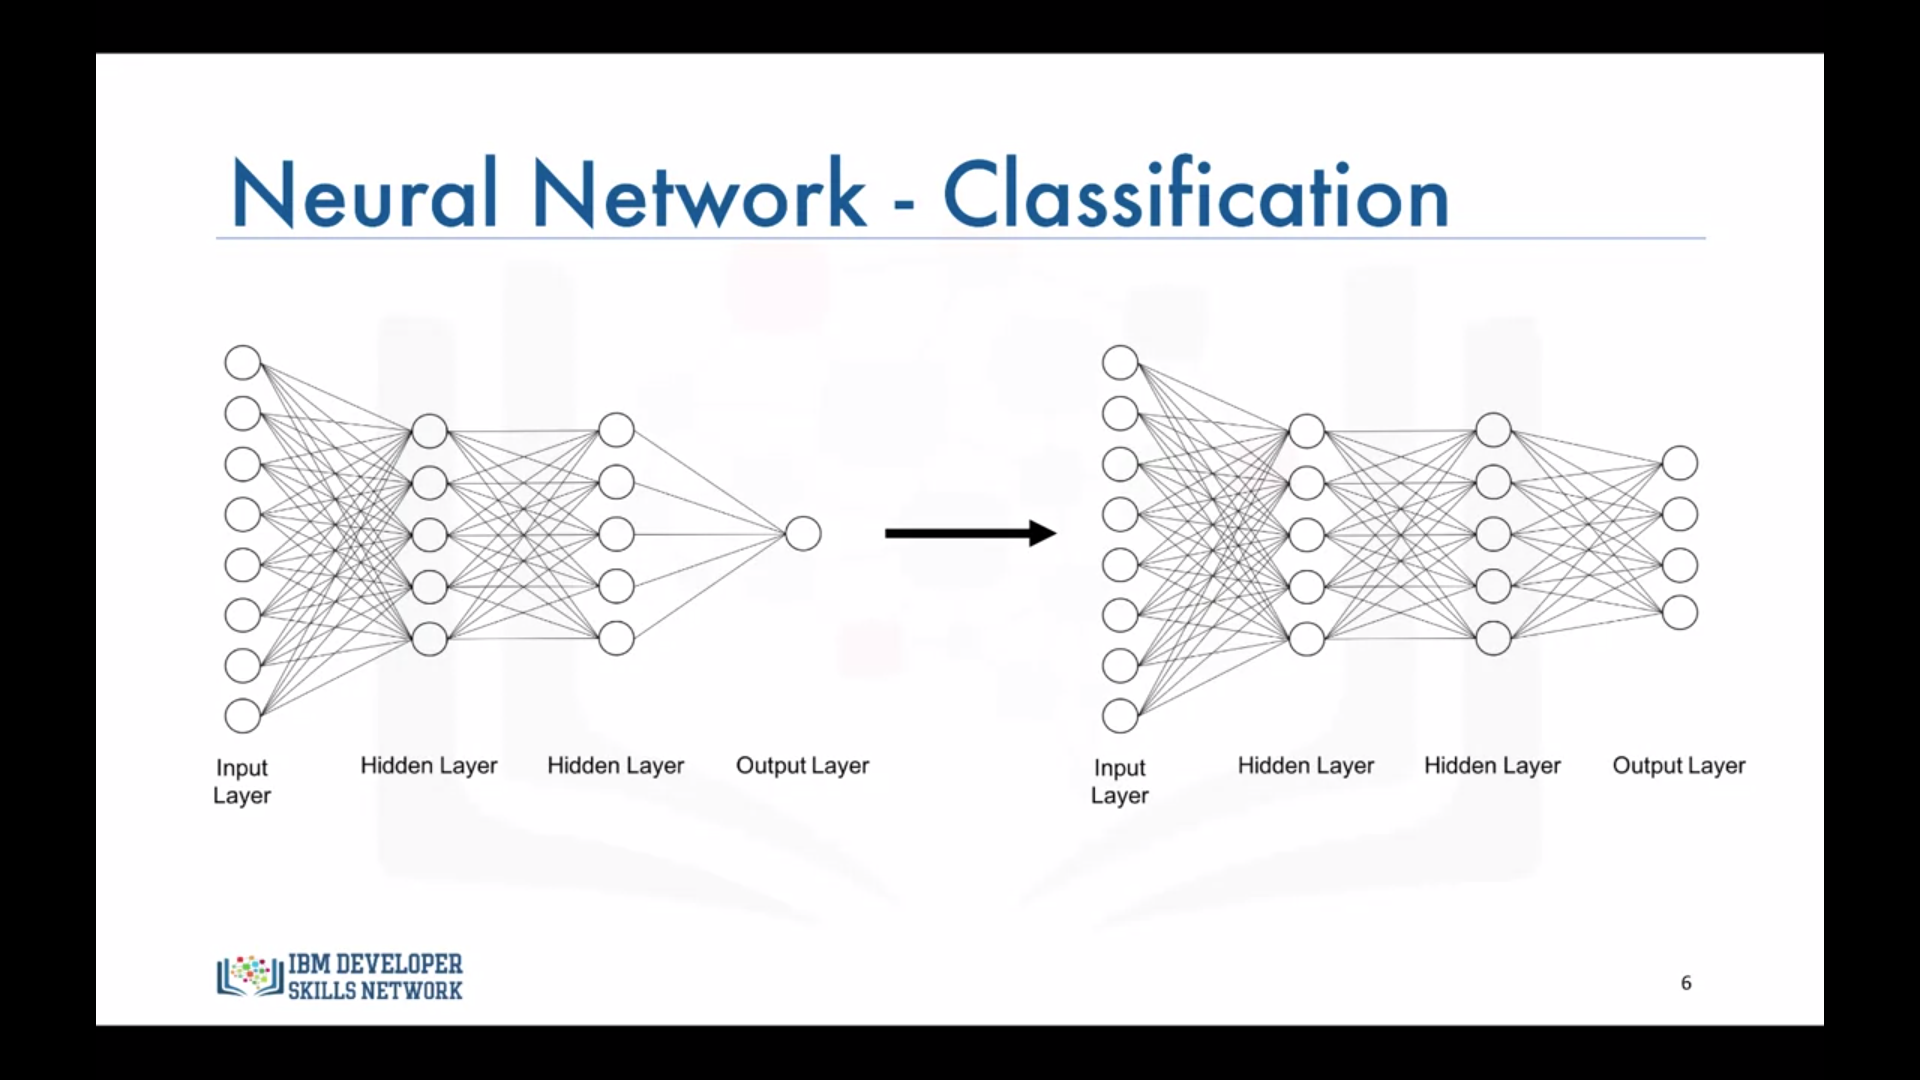 Neural Network - Classification
Input
Layer
Hidden Layer
Hidden Layer
Output Layer
Input
Layer
Hidden Layer
Hidden Layer
Output Layer
IBM DEVELOPER
SKILLS NETWORK
6